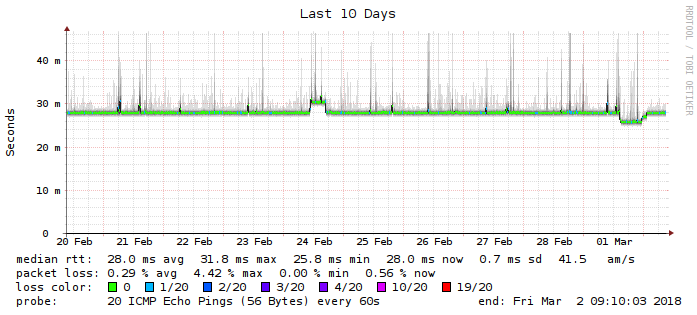 Last 10 Days
RRDTOOL / TOBI OETIKER
Seconds
40 m
30 m
20 m
10 m
0
20 Feb 21 Feb 22 Feb 23 Feb 24 Feb 25 Feb 26 Feb 27 Feb 28 Feb 01 Mar
median rtt: 28.0 ms avg 31.8 ms max 25.8 ms min 28.0 ms now 0.7 ms sd 41.5 am/s
packet loss: 0.29 % avg 4.42 % max 0.00 % min 0.56 % now
loss color: 0 1/20 2/20 3/20 4/20 10/20 19/20
probe: 20 ICMP Echo Pings (56 Bytes) every 60s end: Fri Mar 2 09:10:03 2018